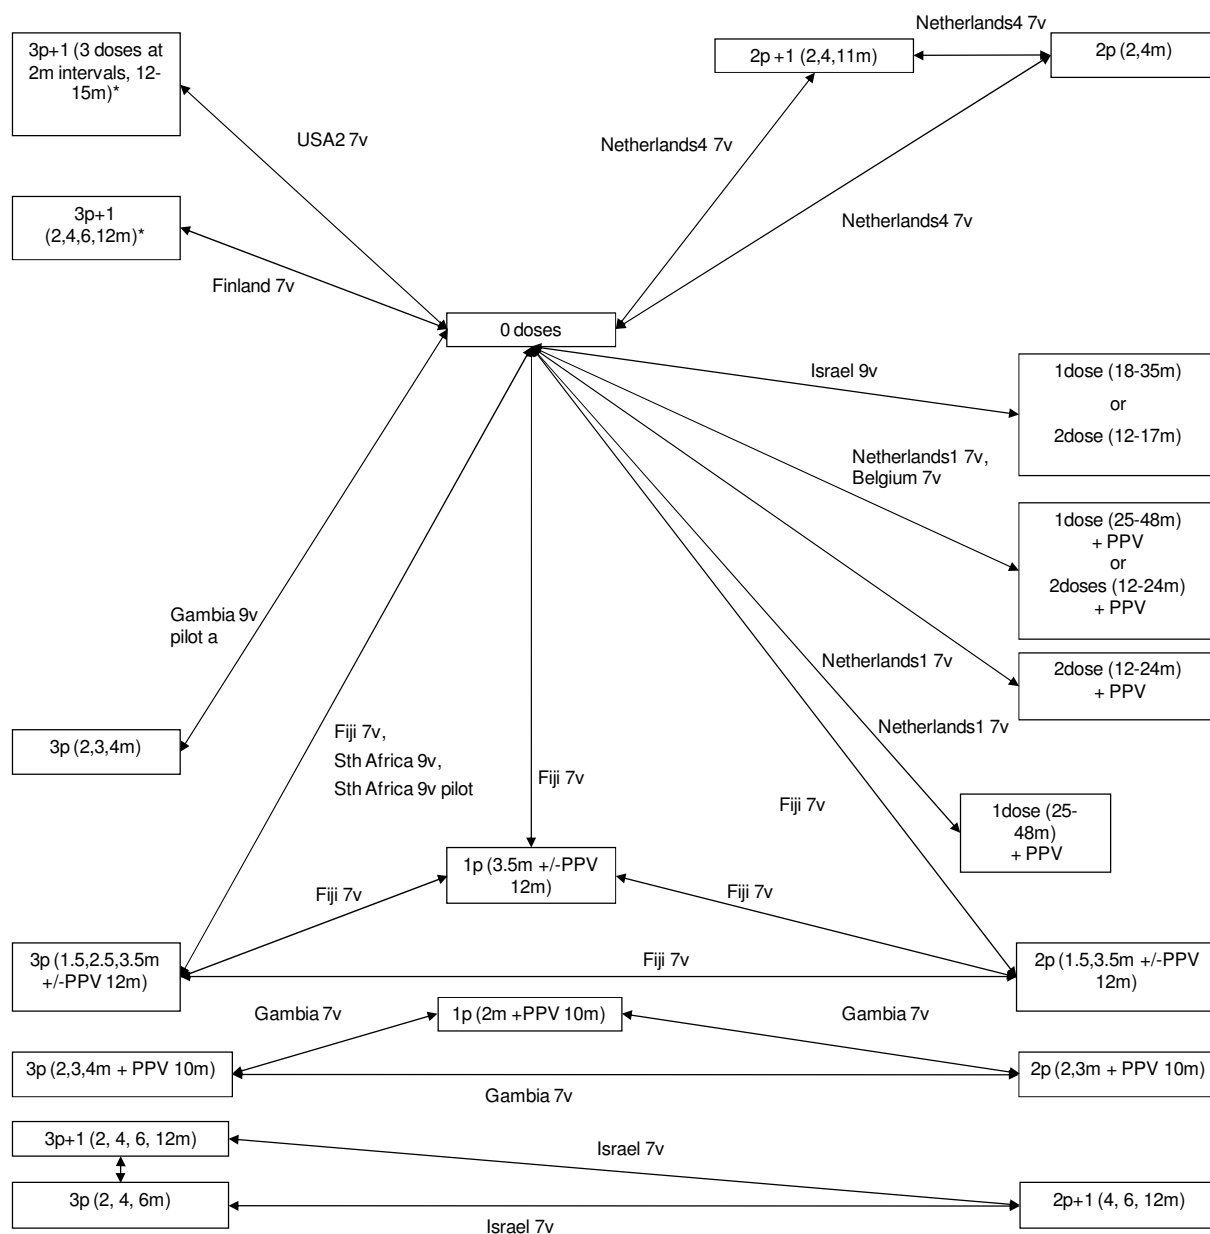 Netherlands4 7v
3p+1 (3 doses at
2m intervals, 12-
15m)*
2p +1 (2,4,11m)
2p (2,4m)
USA2 7v
Netherlands4 7v
3p+1
(2,4,6,12m)*
Netherlands4 7v
Finland 7v
0 doses
Israel 9v
1dose (18-35m)
or
2dose (12-17m)
Netherlands1 7v,
Belgium 7v
1dose (25-48m)
+ PPV
or
2doses (12-24m)
+ PPV
Gambia 9v
pilot a
Netherlands1 7v
2dose (12-24m)
+ PPV
Netherlands1 7v
3p (2,3,4m)
Fiji 7v,
Sth Africa 9v,
Sth Africa 9v pilot
Fiji 7v
Fiji 7v
1dose (25-
48m)
+ PPV
1p (3.5m +/-PPV
12m)
Fiji 7v
Fiji 7v
3p (1.5,2.5,3.5m
+/-PPV 12m)
Fiji 7v
2p (1.5,3.5m +/-PPV
12m)
Gambia 7v
1p (2m +PPV 10m)
Gambia 7v
3p (2,3,4m + PPV 10m)
2p (2,3m + PPV 10m)
Gambia 7v
3p+1 (2, 4, 6, 12m)
Israel 7v
3p (2, 4, 6m)
2p+1 (4, 6, 12m)
Israel 7v